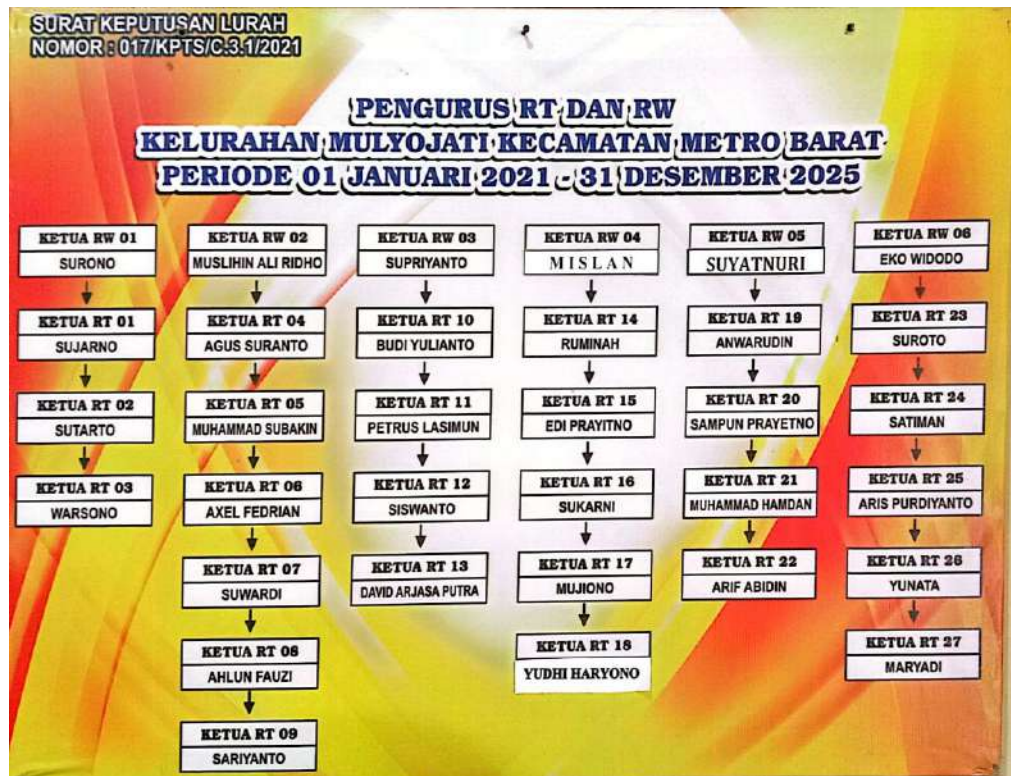 SURAT KEPUTUSAN LURAH
NOMOR : 017/KPTS/C.3.1/2021
PENGURUS RT DAN RW
KELURAHAN MULYOJATI KECAMATAN METRO BARAT
PERIODE 01 JANUARI 2021 - 31 DESEMBER 2025
KETUA RW 01
SURONO
KETUA RT 01
SUJARNO
KETUA RT 02
SUTARTO
KETUA RT 03
WARSONO
KETUA RW 02
MUSLIHIN ALI RIDHO
KETUA RT 04
AGUS SURANTO
KETUA RT 05
MUHAMMAD SUBAKIN
KETUA RT 06
AXEL FEDRIAN
KETUA RT 07
SUWARDI
KETUA RT 08
AHLUN FAUZI
KETUA RT 09
SARIYANTO
KETUA RW 03
SUPRIYANTO
KETUA RT 10
BUDI YULIANTO
KETUA RT 11
PETRUS LASIMUN
KETUA RT 12
SISWANTO
KETUA RT 13
DAVID ARJASA PUTRA
KETUA RW 04
MISLAN
KETUA RT 14
RUMINAH
KETUA RT 15
EDI PRAYITNO
KETUA RT 16
SUKARNI
KETUA RT 17
MUJIONO
KETUA RT 18
YUDHI HARYONO
KETUA RW 05
SUYATNURI
KETUA RT 19
ANWARUDIN
KETUA RT 20
SAMPUN PRAYETNO
KETUA RT 21
MUHAMMAD HAMDAN
KETUA RT 22
ARIF ABIDIN
KETUA RW 06
EKO WIDODO
KETUA RT 23
SUROTO
KETUA RT 24
SATIMAN
KETUA RT 25
ARIS PURDIYANTO
KETUA RT 26
YUNATA
KETUA RT 27
MARYADI